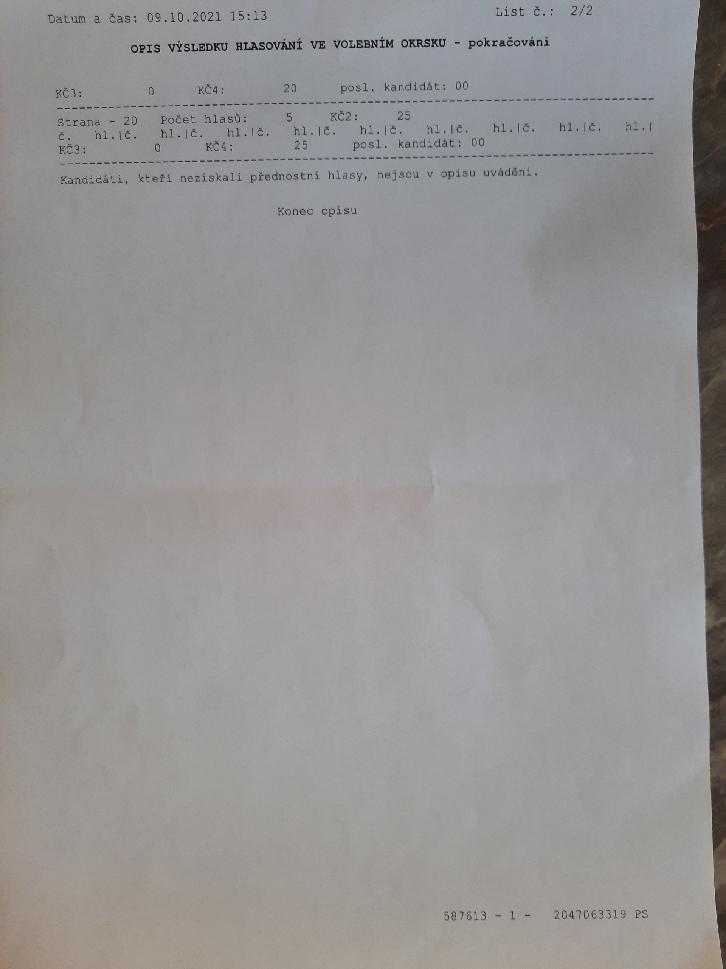 Datum a čas: 09.10.2021 15:13 List č.: 2/2
OPIS VÝSLEDKU HLASOVÁNÍ VE VOLEBNÍM OKRSKU - pokračování
KČ3: 0 KČ4: 20 posl. kandidát: 00
Strana - 20 Počet hlasů: 5 KČ2: 25
č. hl.|č. hl.|č. hl.|č. hl.|č. hl.|č. hl.|č. hl.|č. hl.|č. hl.|
KČ3: 0 KČ4: 25 posl. kandidát: 00
Kandidáti, kteří nezískali přednostní hlasy, nejsou v opisu uváděni.
Konec opisu
587613 - 1 - 2047063319 PS